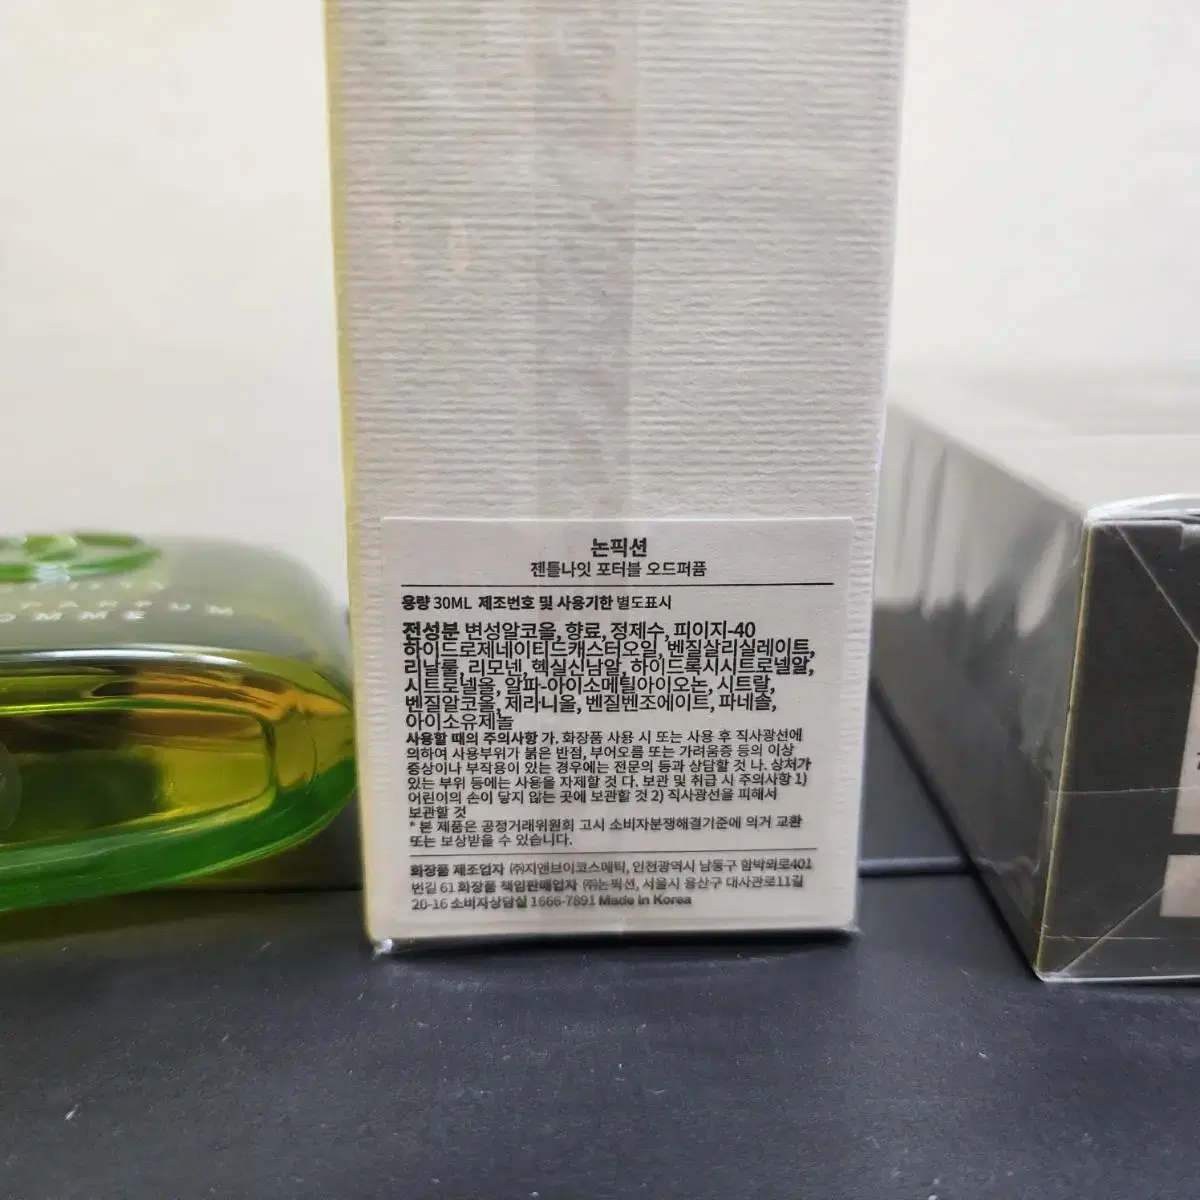 논픽션
젠틀나잇 포터블 오드퍼퓸
용량 30ML 제조번호 및 사용기한 별도표시
전성분 변성알코올, 향료, 정제수, 피이지-40
하이드로제네이티드캐스터오일, 벤질살리실레이트,
리날룰, 리모넨, 헥실신남알, 하이드록시시트로넬알,
시트로넬올, 알파-아이소메틸아이오논, 시트랄,
벤질알코올, 제라니올, 벤질벤조에이트, 파네솔,
아이소유제놀
사용할 때의 주의사항 가. 화장품 사용 시 또는 사용 후 직사광선에
의하여 사용부위가 붉은 반점, 부어오름 또는 가려움증 등의 이상
증상이나 부작용이 있는 경우에는 전문의 등과 상담할 것 나. 상처가
있는 부위 등에는 사용을 자제할 것 다. 보관 및 취급 시 주의사항 1)
어린이의 손이 닿지 않는 곳에 보관할 것 2) 직사광선을 피해서
보관할 것
* 본 제품은 공정거래위원회 고시 소비자분쟁해결기준에 의거 교환
또는 보상받을 수 있습니다.
화장품 제조업자 ㈜지앤브이코스메틱, 인천광역시 남동구 함박뫼로401
번길 61 화장품 책임판매업자 ㈜논픽션, 서울시 용산구 대사관로11길
20-16 소비자상담실 1666-7891 Made in Korea
PARFUM
OMME